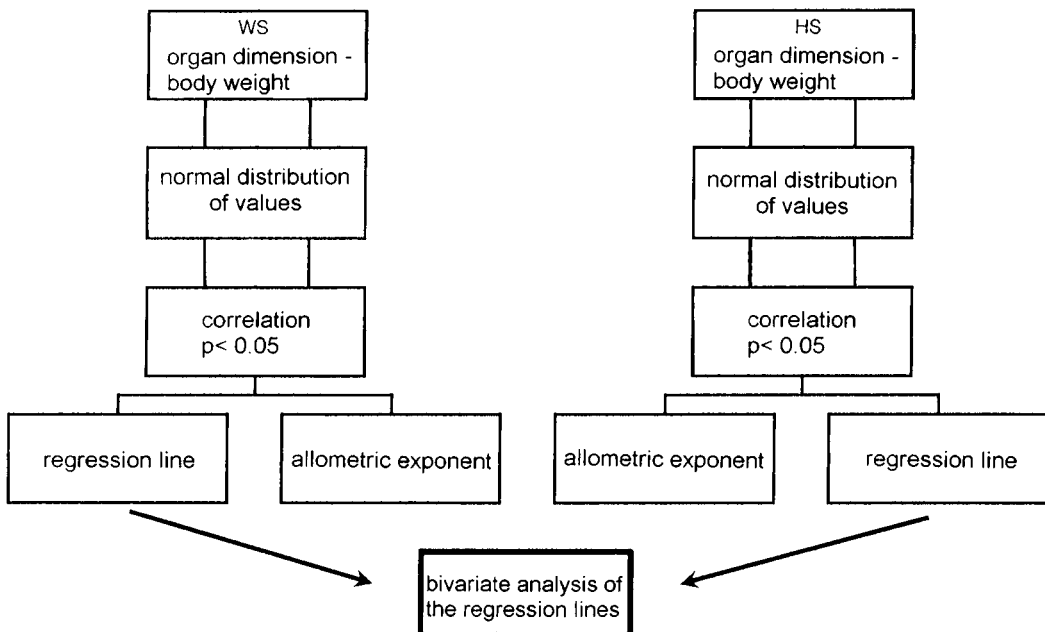 WS
organ dimension -
body weight
HS
organ dimension -
body weight
normal distribution
of values
normal distribution
of values
correlation
p< 0.05
correlation
p< 0.05
regression line
allometric exponent
allometric exponent
regression line
bivariate analysis of
the regression lines